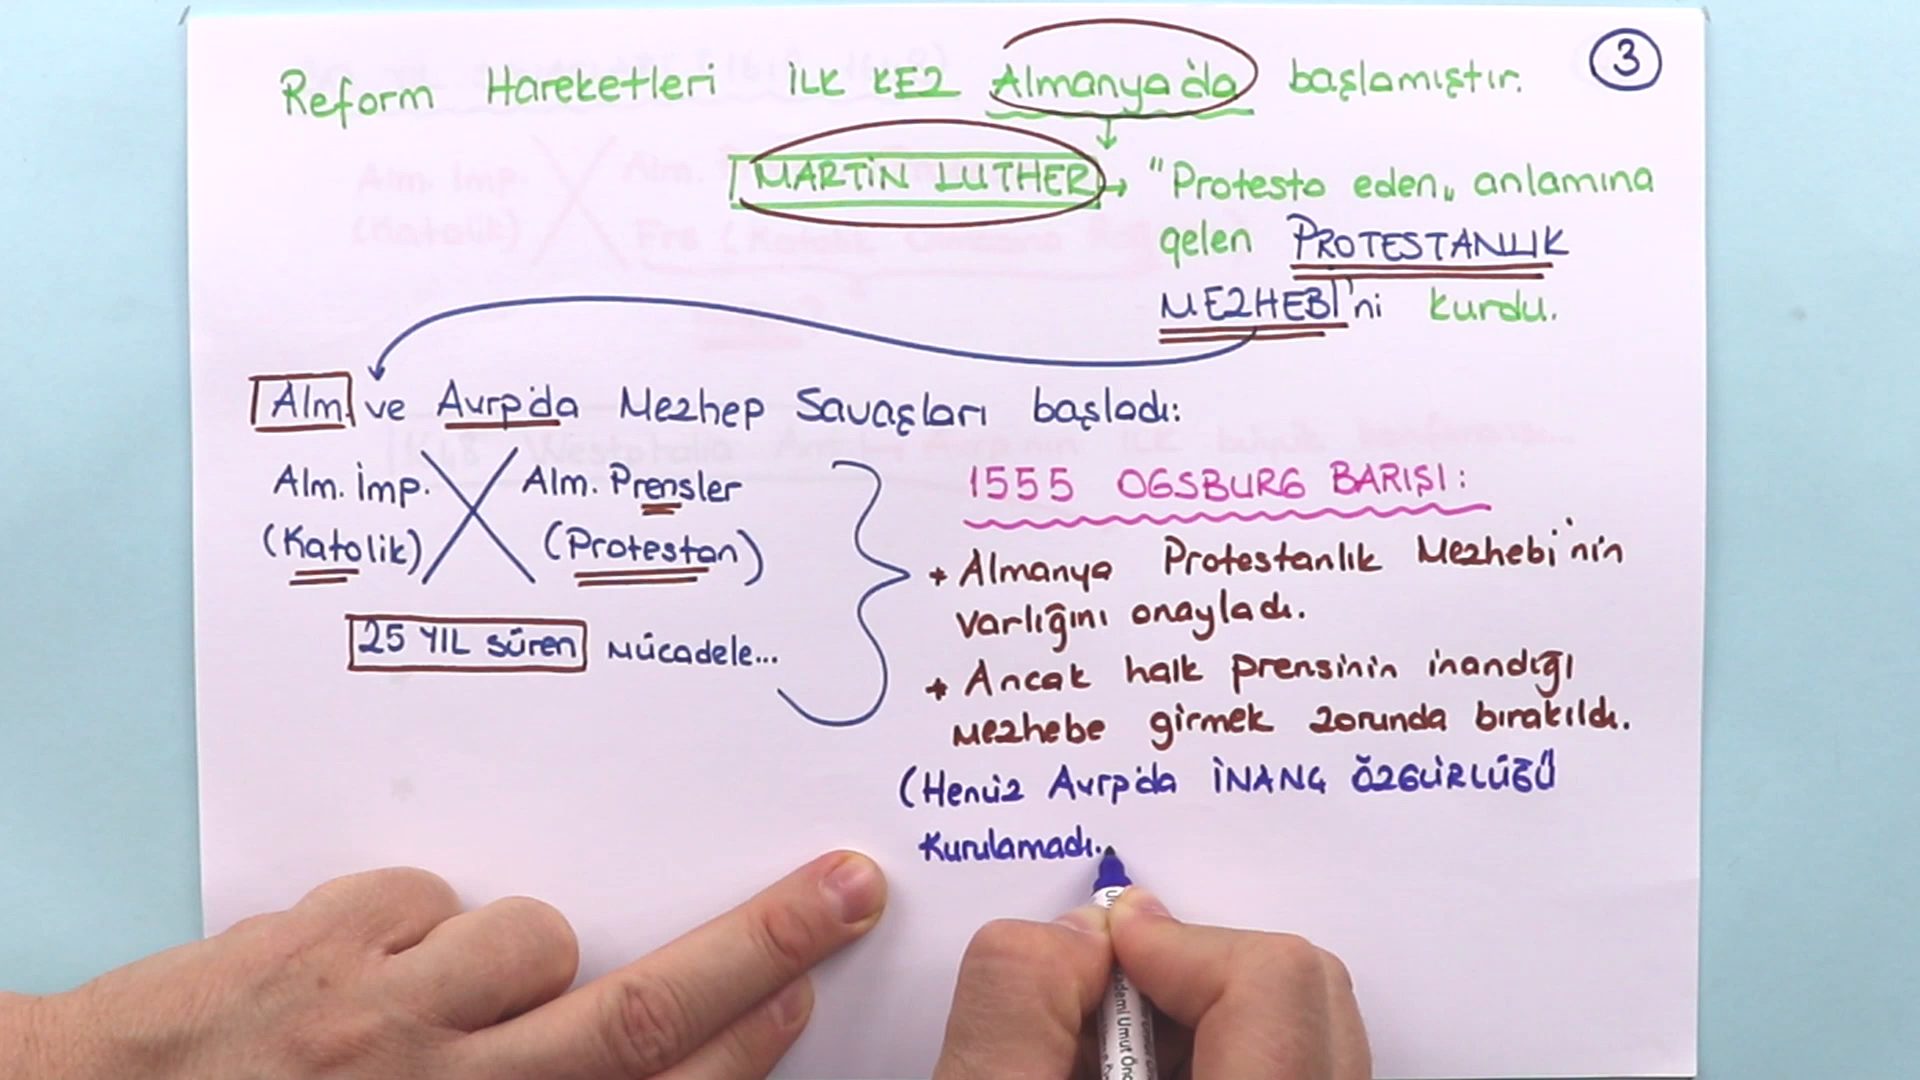 3
Reform Hareketleri İLK KEZ Almanya'da başlamıştır.
MARTİN LUTHER → "Protesto eden" anlamına
gelen PROTESTANLIK
MEZHEBİ'ni kurdu.
Alm. ve Avrp'da Mezhep Savaşları başladı:
Alm. İmp. Alm. Prensler
(Katolik) (Protestan)
25 YIL SÜREN MÜCADELE...
1555 OGSBURG BARIŞI:
* Almanya Protestanlık Mezhebi'nin
varlığını onayladı.
* Ancak halk prensinin inandığı
mezhebe girmek zorunda bırakıldı.
(Henüz Avrp'da İNANÇ ÖZGÜRLÜĞÜ
Kurulamadı.